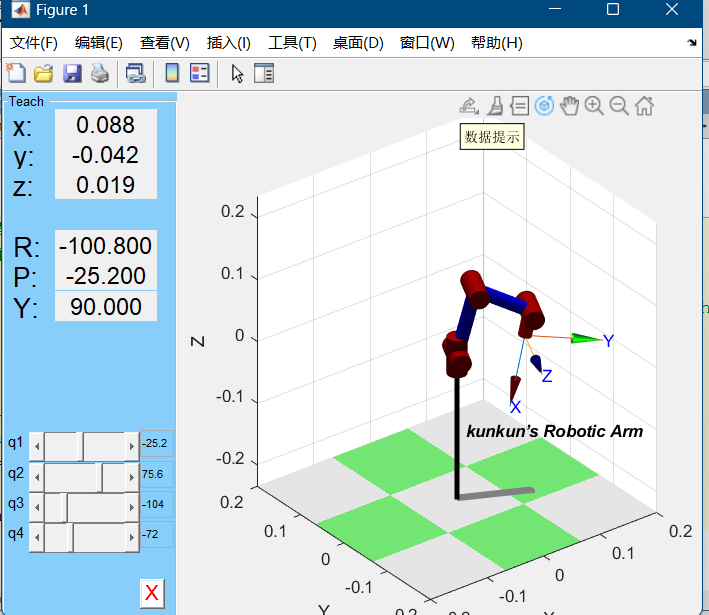 Figure 1
文件(F) 编辑(E) 查看(V) 插入(I) 工具(T) 桌面(D) 窗口(W) 帮助(H)
Teach
x: 0.088
y: -0.042
z: 0.019
R: -100.800
P: -25.200
Y: 90.000
q1 -25.2
q2 75.6
q3 -104
q4 -72
X
数据提示
0.2
0.1
Z
0
-0.1
-0.2
Y
Z
X
kunkun's Robotic Arm
0.2
0.1
0
-0.1
0.2
0.1
0
-0.1